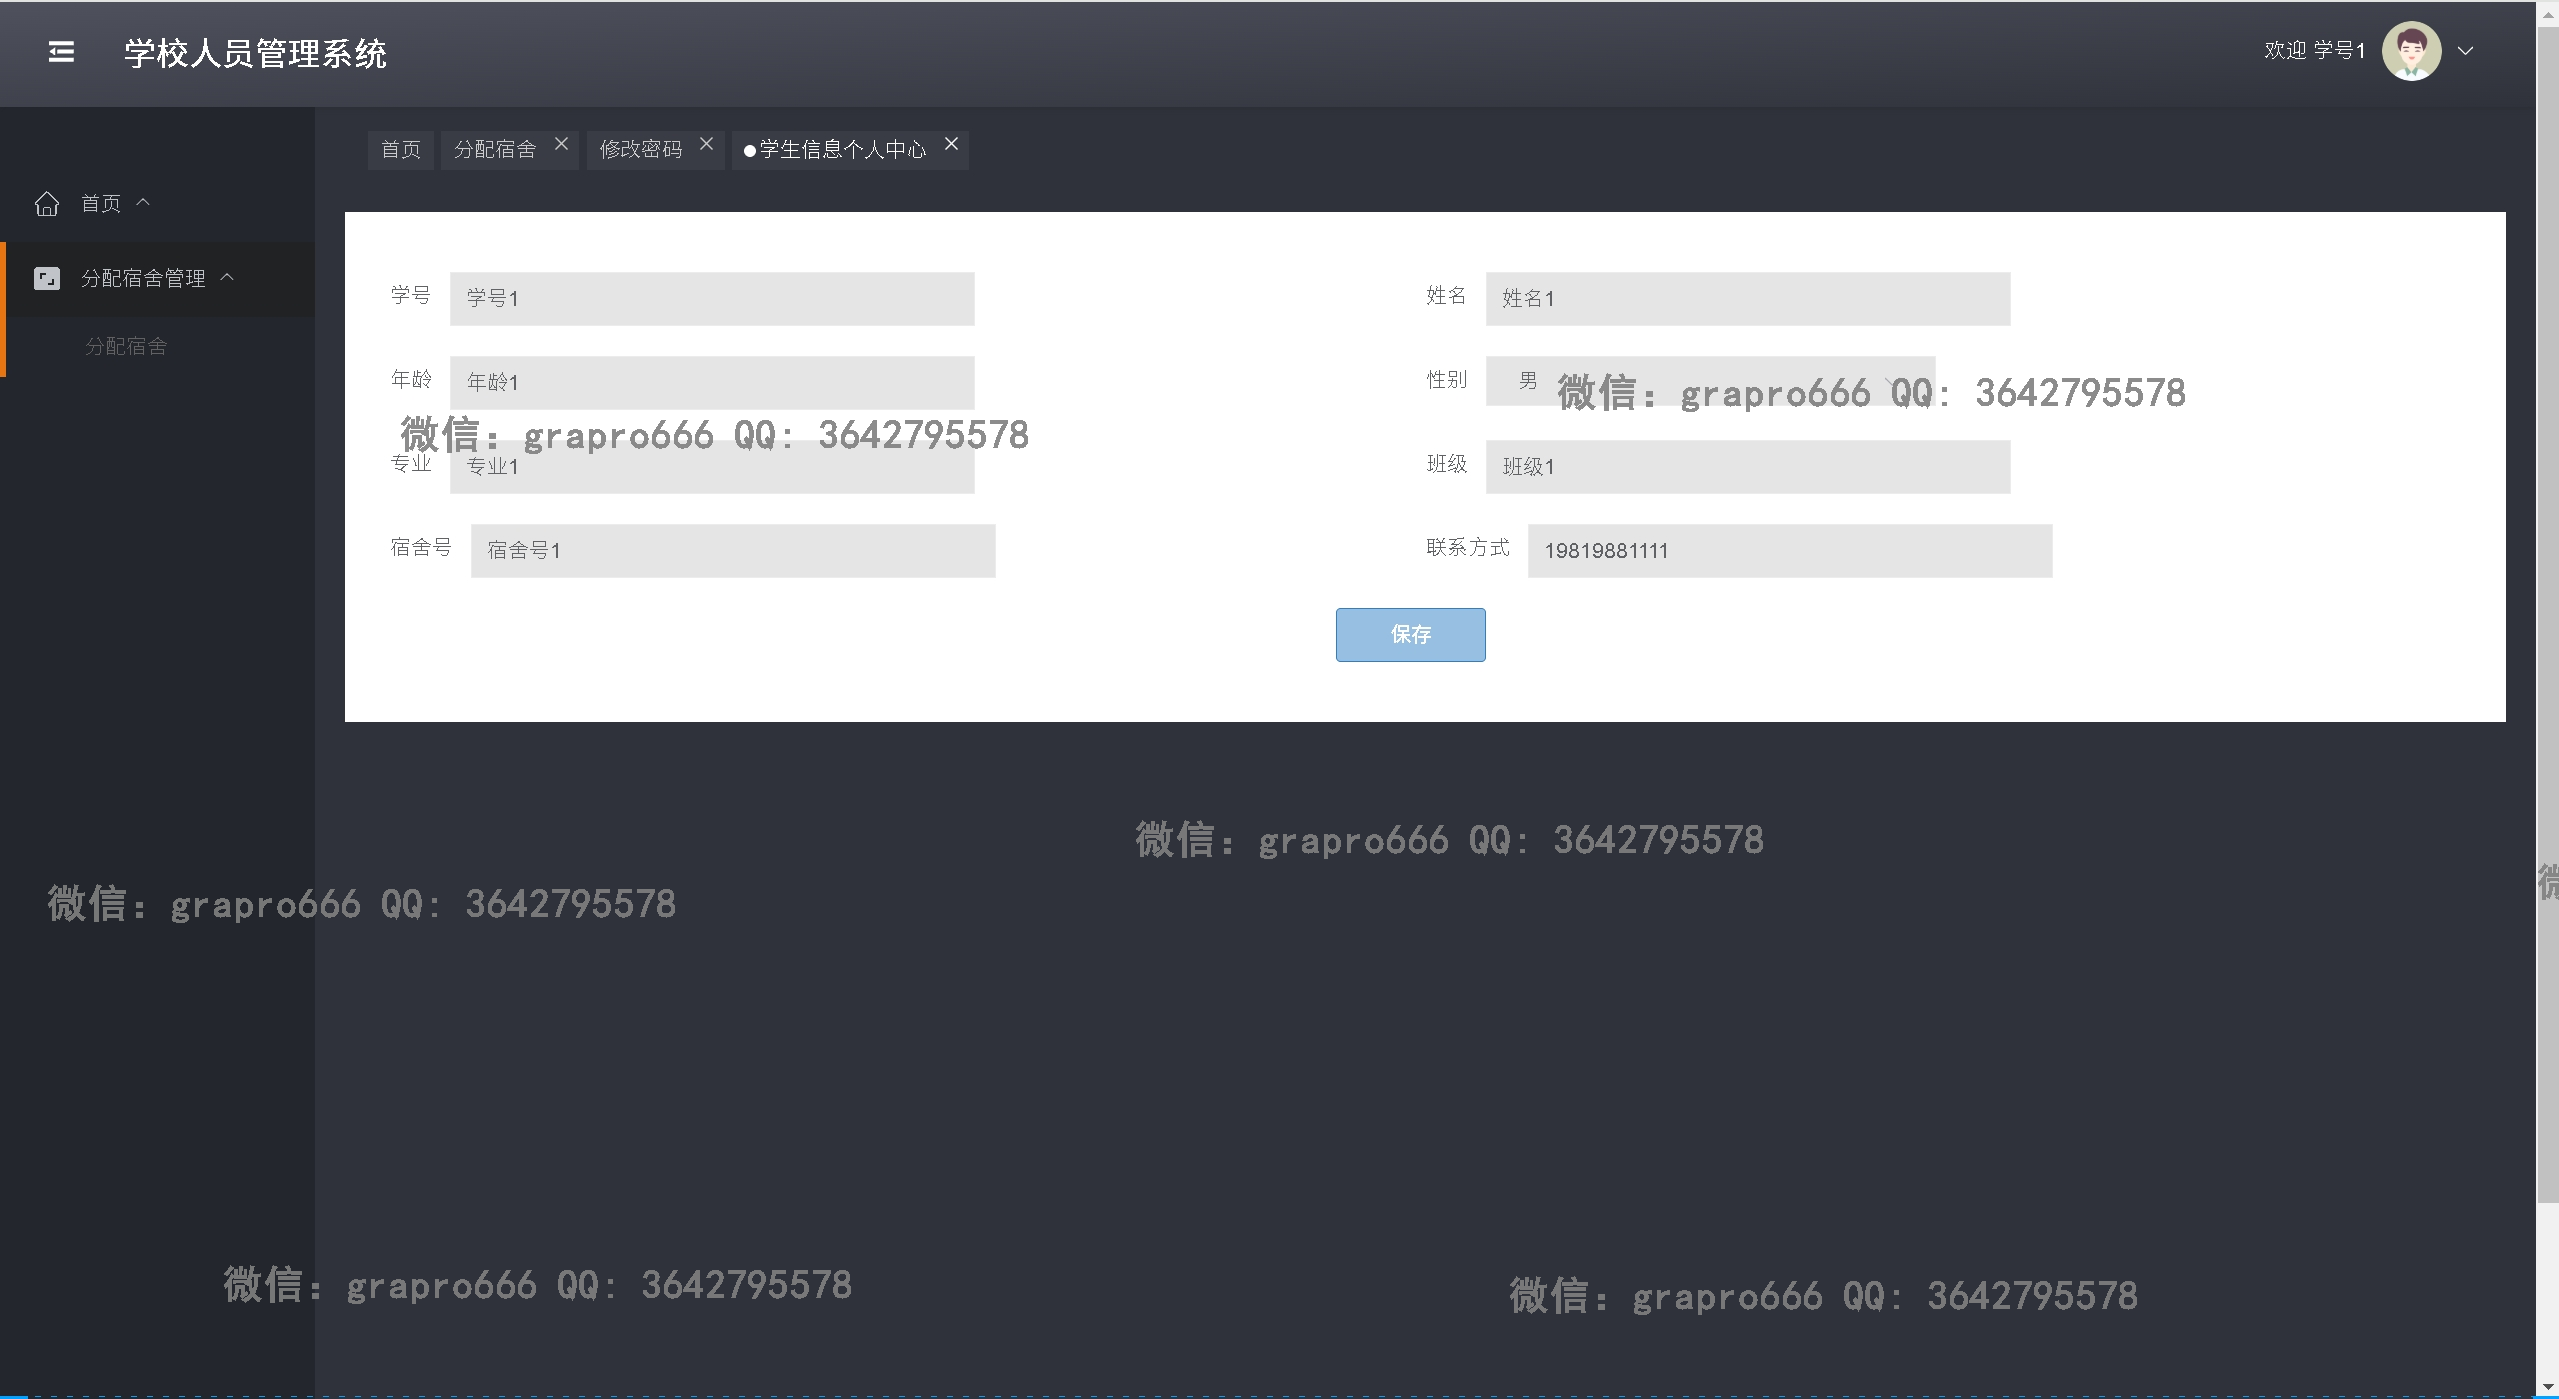 学校人员管理系统
欢迎 学号1
首页 分配宿舍 修改密码 学生信息个人中心
首页
分配宿舍管理
分配宿舍
学号 学号1 姓名 姓名1
年龄 年龄1 性别 男
微信: grapro666 QQ: 3642795578
微信: grapro666 QQ: 3642795578
专业 专业1 班级 班级1
宿舍号 宿舍号1 联系方式 19819881111
保存
微信: grapro666 QQ: 3642795578
微
微信: grapro666 QQ: 3642795578
微信: grapro666 QQ: 3642795578
微信: grapro666 QQ: 3642795578